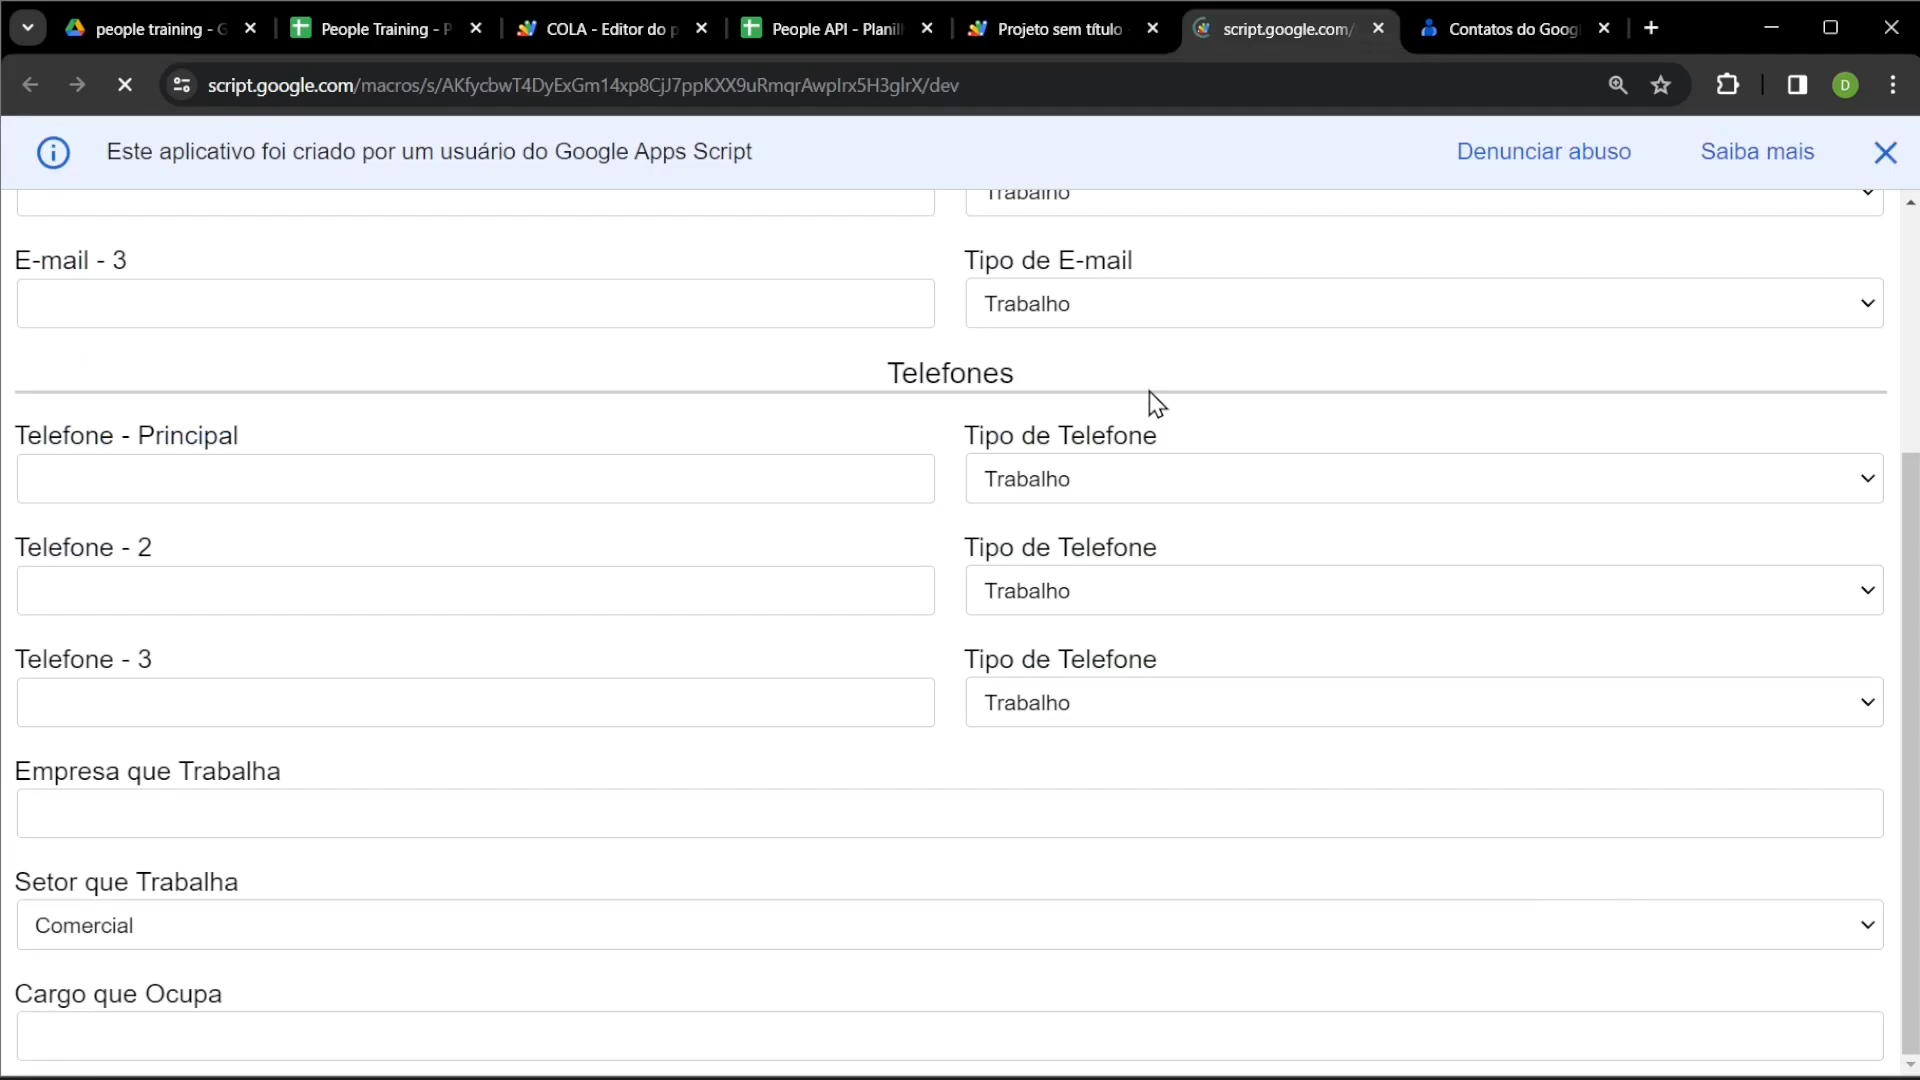 people training - G
People Training - P
COLA - Editor do p
People API - Planil
Projeto sem título
script.google.com/
Contatos do Goog
script.google.com/macros/s/AKfycbwT4DyExGm14xp8CjJ7ppKXX9uRmqrAwpIrx5H3glrX/dev
D
Este aplicativo foi criado por um usuário do Google Apps Script
Denunciar abuso
Saiba mais
Trabalho
E-mail - 3
Tipo de E-mail
Trabalho
Telefones
Telefone - Principal
Tipo de Telefone
Trabalho
Telefone - 2
Tipo de Telefone
Trabalho
Telefone - 3
Tipo de Telefone
Trabalho
Empresa que Trabalha
Setor que Trabalha
Comercial
Cargo que Ocupa